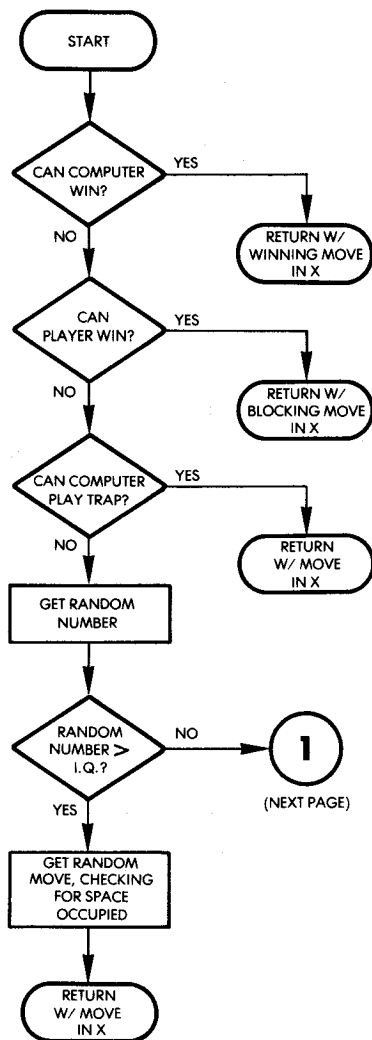 START
CAN COMPUTER
WIN?
YES
NO
RETURN W/
WINNING MOVE
IN X
CAN
PLAYER WIN?
YES
NO
RETURN W/
BLOCKING MOVE
IN X
CAN COMPUTER
PLAY TRAP?
YES
NO
RETURN
W/ MOVE
IN X
GET RANDOM
NUMBER
RANDOM
NUMBER >
I.Q.?
NO
YES
1
(NEXT PAGE)
GET RANDOM
MOVE, CHECKING
FOR SPACE
OCCUPIED
RETURN
W/ MOVE
IN X